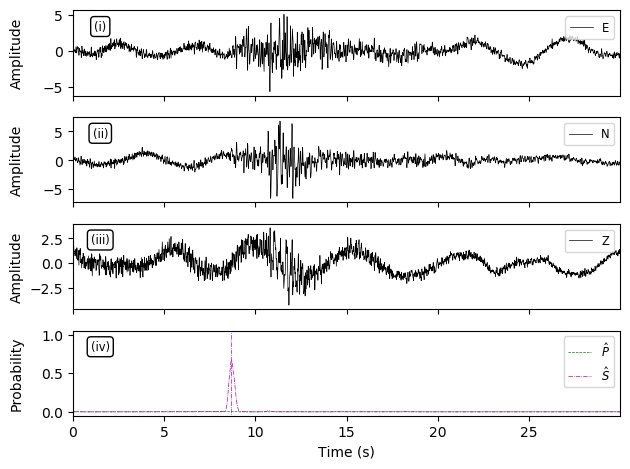 (i)
E
Amplitude
5
0
−5
(ii)
N
Amplitude
5
0
−5
(iii)
Z
Amplitude
2.5
0.0
−2.5
(iv)
P̂
Ŝ
Probability
1.0
0.5
0.0
0 5 10 15 20 25
Time (s)